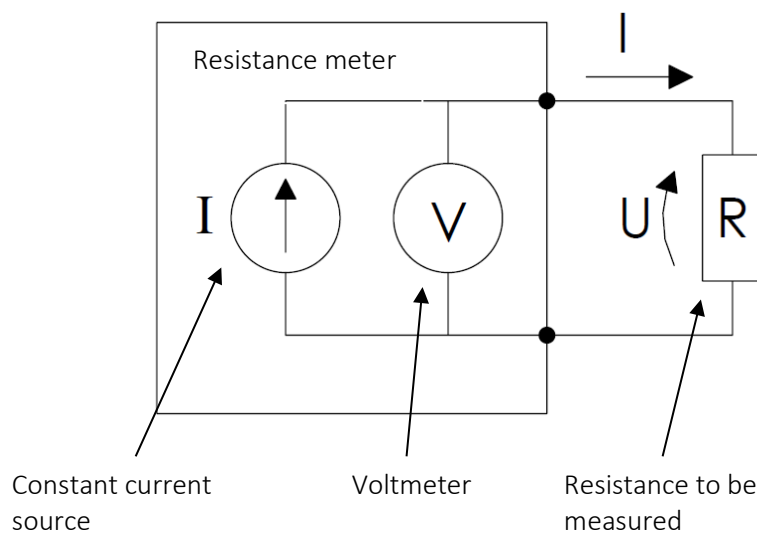 I
Resistance meter
I
V
U
R
Constant current
source
Voltmeter
Resistance to be
measured